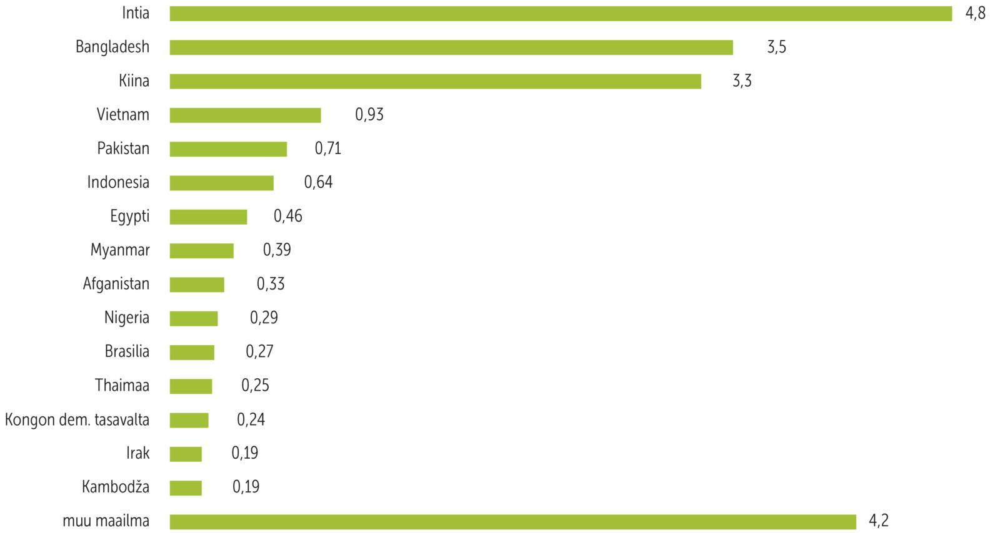 Intia 4,8
Bangladesh 3,5
Kiina 3,3
Vietnam 0,93
Pakistan 0,71
Indonesia 0,64
Egypti 0,46
Myanmar 0,39
Afganistan 0,33
Nigeria 0,29
Brasilia 0,27
Thaimaa 0,25
Kongon dem. tasavalta 0,24
Irak 0,19
Kambodža 0,19
muu maailma 4,2